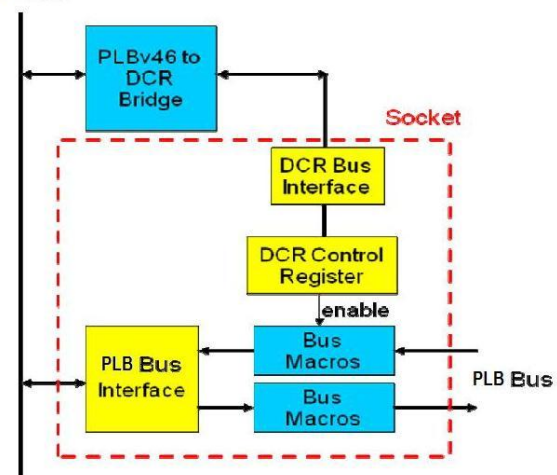 PLBv46 to
DCR
Bridge
Socket
DCR Bus
Interface
DCR Control
Register
enable
Bus
Macros
PLB Bus
Interface
PLB Bus
Bus
Macros